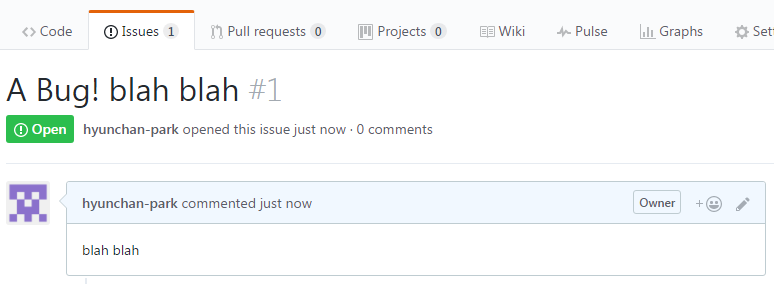 Code Issues 1 Pull requests 0 Projects 0 Wiki Pulse Graphs Set
A Bug! blah blah #1
Open hyunchan-park opened this issue just now · 0 comments
hyunchan-park commented just now Owner +
blah blah